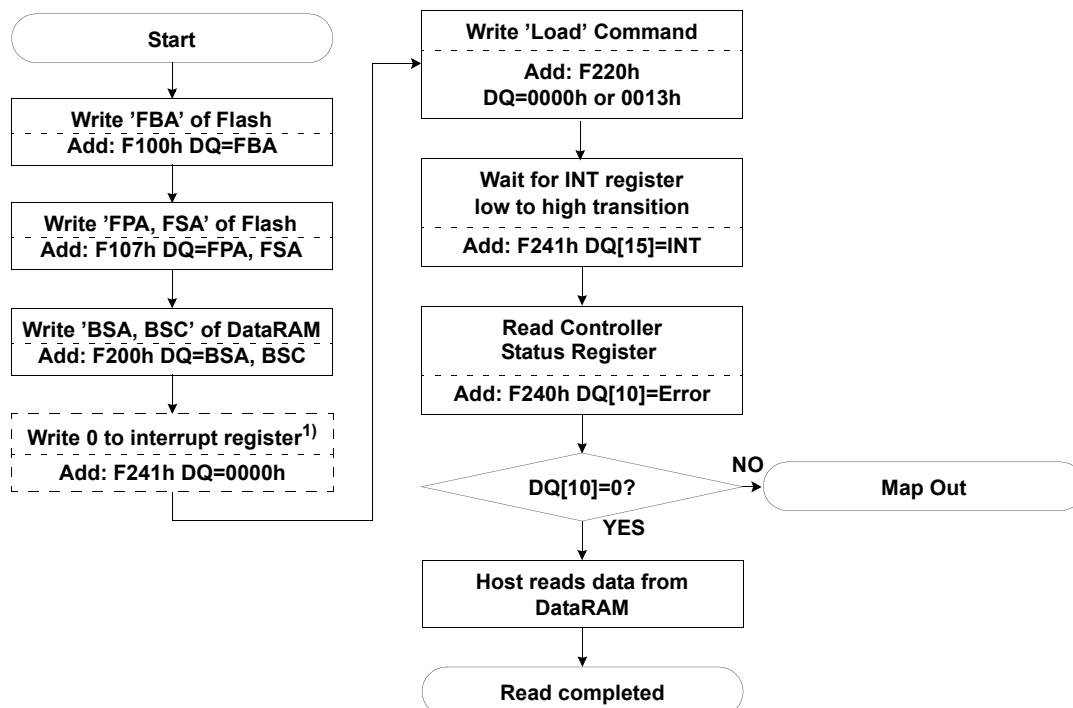 Start
Write ’FBA’ of Flash
Add: F100h DQ=FBA
Write ’FPA, FSA’ of Flash
Add: F107h DQ=FPA, FSA
Write ’BSA, BSC’ of DataRAM
Add: F200h DQ=BSA, BSC
Write 0 to interrupt register1)
Add: F241h DQ=0000h
Write ’Load’ Command
Add: F220h
DQ=0000h or 0013h
Wait for INT register
low to high transition
Add: F241h DQ[15]=INT
Read Controller
Status Register
Add: F240h DQ[10]=Error
DQ[10]=0?
NO
Map Out
YES
Host reads data from
DataRAM
Read completed